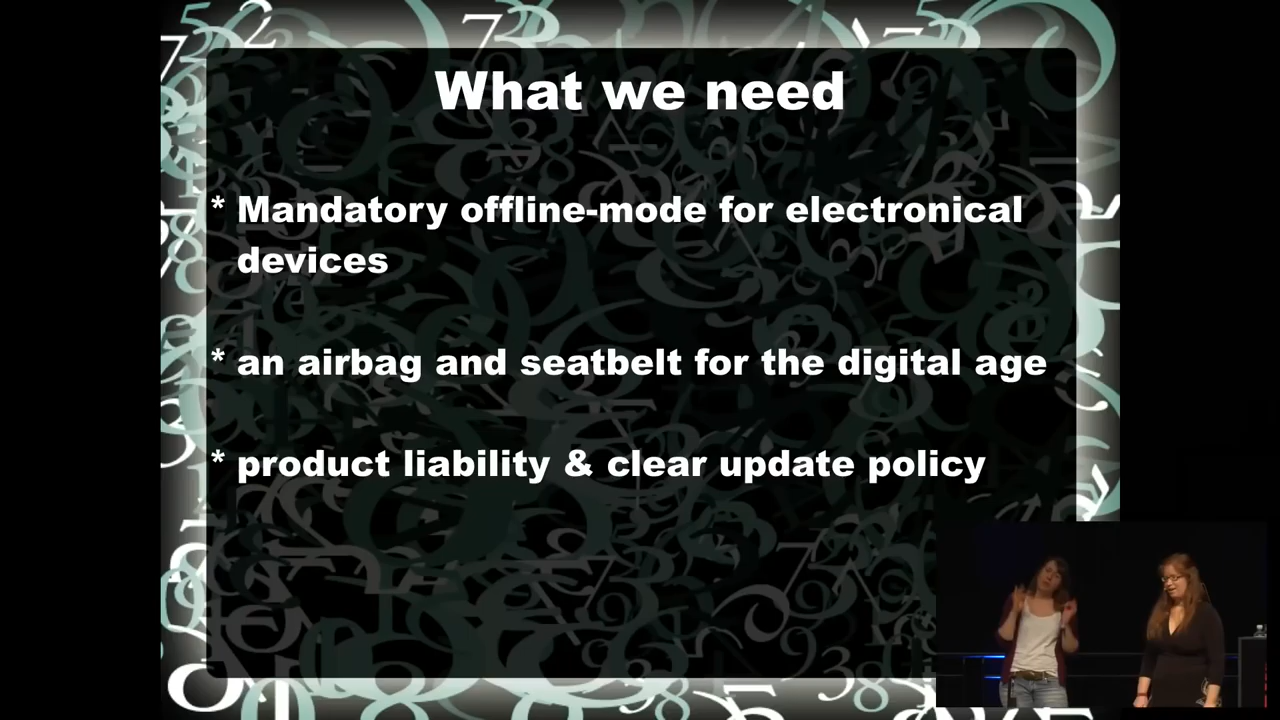 What we need
* Mandatory offline-mode for electronical
devices
* an airbag and seatbelt for the digital age
* product liability & clear update policy